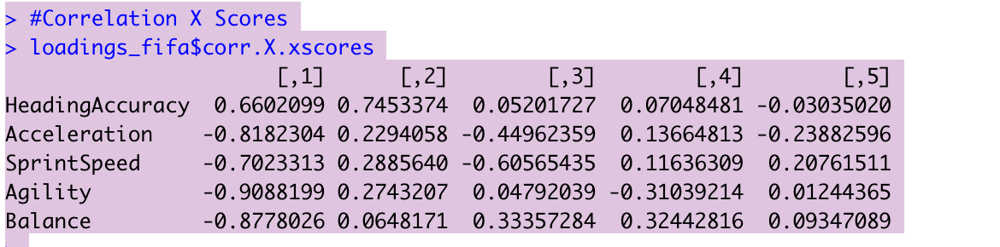 > #Correlation X Scores
> loadings_fifa$corr.X.xscores
[,1] [,2] [,3] [,4] [,5]
HeadingAccuracy 0.6602099 0.7453374 0.05201727 0.07048481 -0.03035020
Acceleration -0.8182304 0.2294058 -0.44962359 0.13664813 -0.23882596
SprintSpeed -0.7023313 0.2885640 -0.60565435 0.11636309 0.20761511
Agility -0.9088199 0.2743207 0.04792039 -0.31039214 0.01244365
Balance -0.8778026 0.0648171 0.33357284 0.32442816 0.09347089